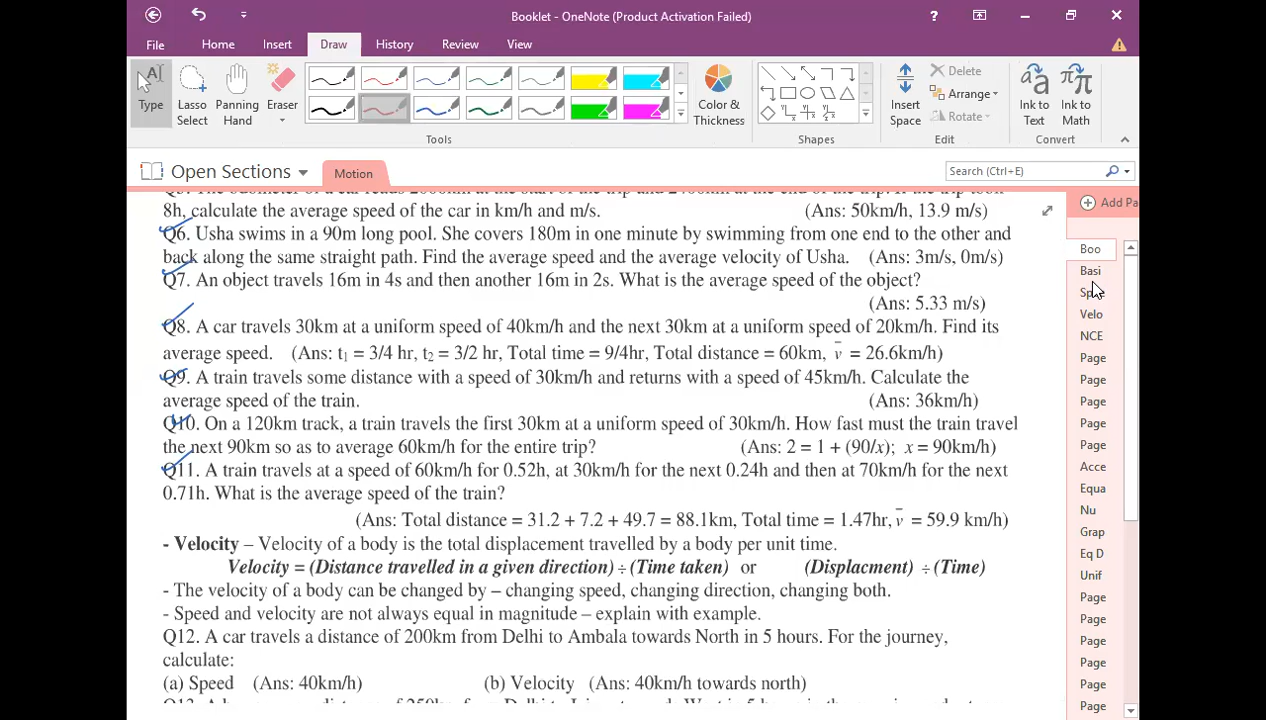 Booklet - OneNote (Product Activation Failed)
File Home Insert Draw History Review View
Type
Lasso Select
Panning Hand
Eraser
Color & Thickness
Insert Space
Delete
Arrange
Rotate
Ink to Text
Ink to Math
Tools
Shapes
Edit
Convert
Open Sections
Motion
Search (Ctrl+E)
8h, calculate the average speed of the car in km/h and m/s. (Ans: 50km/h, 13.9 m/s)
Q6. Usha swims in a 90m long pool. She covers 180m in one minute by swimming from one end to the other and
back along the same straight path. Find the average speed and the average velocity of Usha. (Ans: 3m/s, 0m/s)
Q7. An object travels 16m in 4s and then another 16m in 2s. What is the average speed of the object?
(Ans: 5.33 m/s)
Q8. A car travels 30km at a uniform speed of 40km/h and the next 30km at a uniform speed of 20km/h. Find its
average speed. (Ans: t₁ = 3/4 hr, t₂ = 3/2 hr, Total time = 9/4hr, Total distance = 60km, v̄ = 26.6km/h)
Q9. A train travels some distance with a speed of 30km/h and returns with a speed of 45km/h. Calculate the
average speed of the train. (Ans: 36km/h)
Q10. On a 120km track, a train travels the first 30km at a uniform speed of 30km/h. How fast must the train travel
the next 90km so as to average 60km/h for the entire trip? (Ans: 2 = 1 + (90/x); x = 90km/h)
Q11. A train travels at a speed of 60km/h for 0.52h, at 30km/h for the next 0.24h and then at 70km/h for the next
0.71h. What is the average speed of the train?
(Ans: Total distance = 31.2 + 7.2 + 49.7 = 88.1km, Total time = 1.47hr, v̄ = 59.9 km/h)
- Velocity – Velocity of a body is the total displacement travelled by a body per unit time.
Velocity = (Distance travelled in a given direction) ÷ (Time taken) or (Displacment) ÷ (Time)
- The velocity of a body can be changed by – changing speed, changing direction, changing both.
- Speed and velocity are not always equal in magnitude – explain with example.
Q12. A car travels a distance of 200km from Delhi to Ambala towards North in 5 hours. For the journey,
calculate:
(a) Speed (Ans: 40km/h) (b) Velocity (Ans: 40km/h towards north)
Add Pa
Boo
Basi
Velo
NCE
Page
Page
Page
Page
Page
Acce
Equa
Nu
Grap
Eq D
Unif
Page
Page
Page
Page
Page
Page